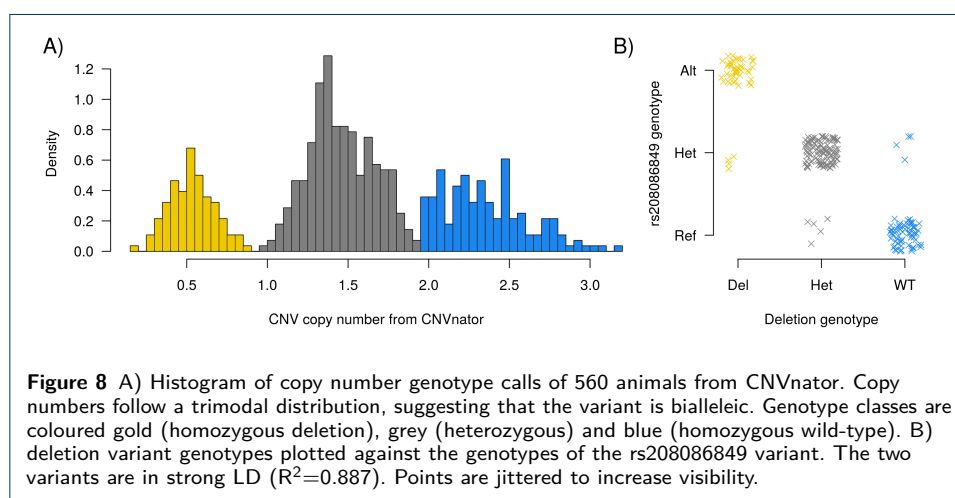 A)
Density
1.2
1.0
0.8
0.6
0.4
0.2
0.0
0.5 1.0 1.5 2.0 2.5 3.0
CNV copy number from CNVnator
B)
rs208086849 genotype
Alt
Het
Ref
Del Het WT
Deletion genotype
Figure 8 A) Histogram of copy number genotype calls of 560 animals from CNVnator. Copy
numbers follow a trimodal distribution, suggesting that the variant is biallelic. Genotype classes are
coloured gold (homozygous deletion), grey (heterozygous) and blue (homozygous wild-type). B)
deletion variant genotypes plotted against the genotypes of the rs208086849 variant. The two
variants are in strong LD (R²=0.887). Points are jittered to increase visibility.